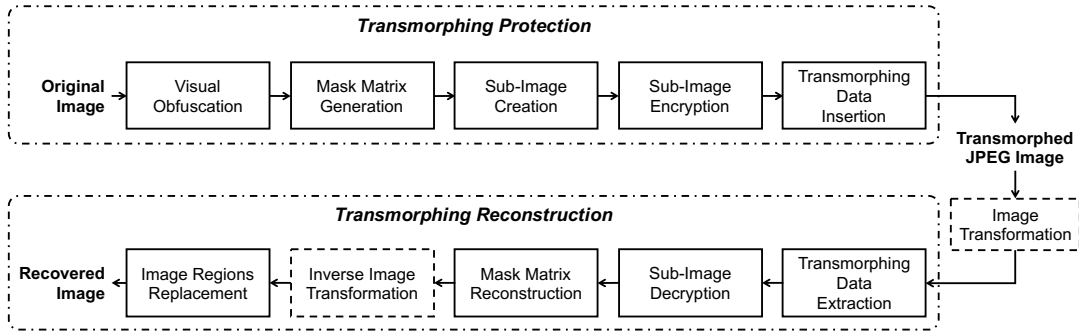 Transmorphing Protection
Original
Image
Visual
Obfuscation
Mask Matrix
Generation
Sub-Image
Creation
Sub-Image
Encryption
Transmorphing
Data
Insertion
Transmorphed
JPEG Image
Image
Transformation
Transmorphing Reconstruction
Recovered
Image
Image Regions
Replacement
Inverse Image
Transformation
Mask Matrix
Reconstruction
Sub-Image
Decryption
Transmorphing
Data
Extraction